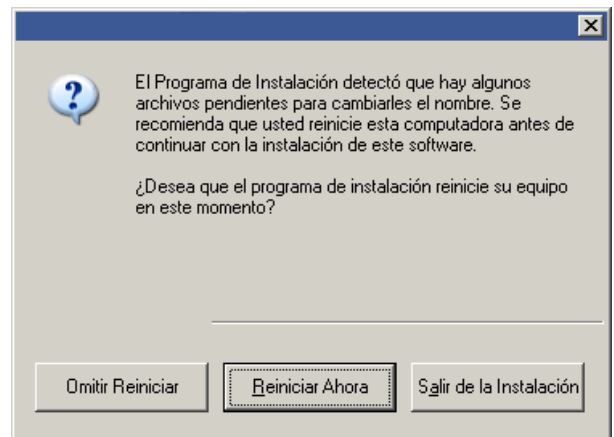 El Programa de Instalación detectó que hay algunos
archivos pendientes para cambiarles el nombre. Se
recomienda que usted reinicie esta computadora antes de
continuar con la instalación de este software.
¿Desea que el programa de instalación reinicie su equipo
en este momento?
Omitir Reiniciar
Reiniciar Ahora
Salir de la Instalación